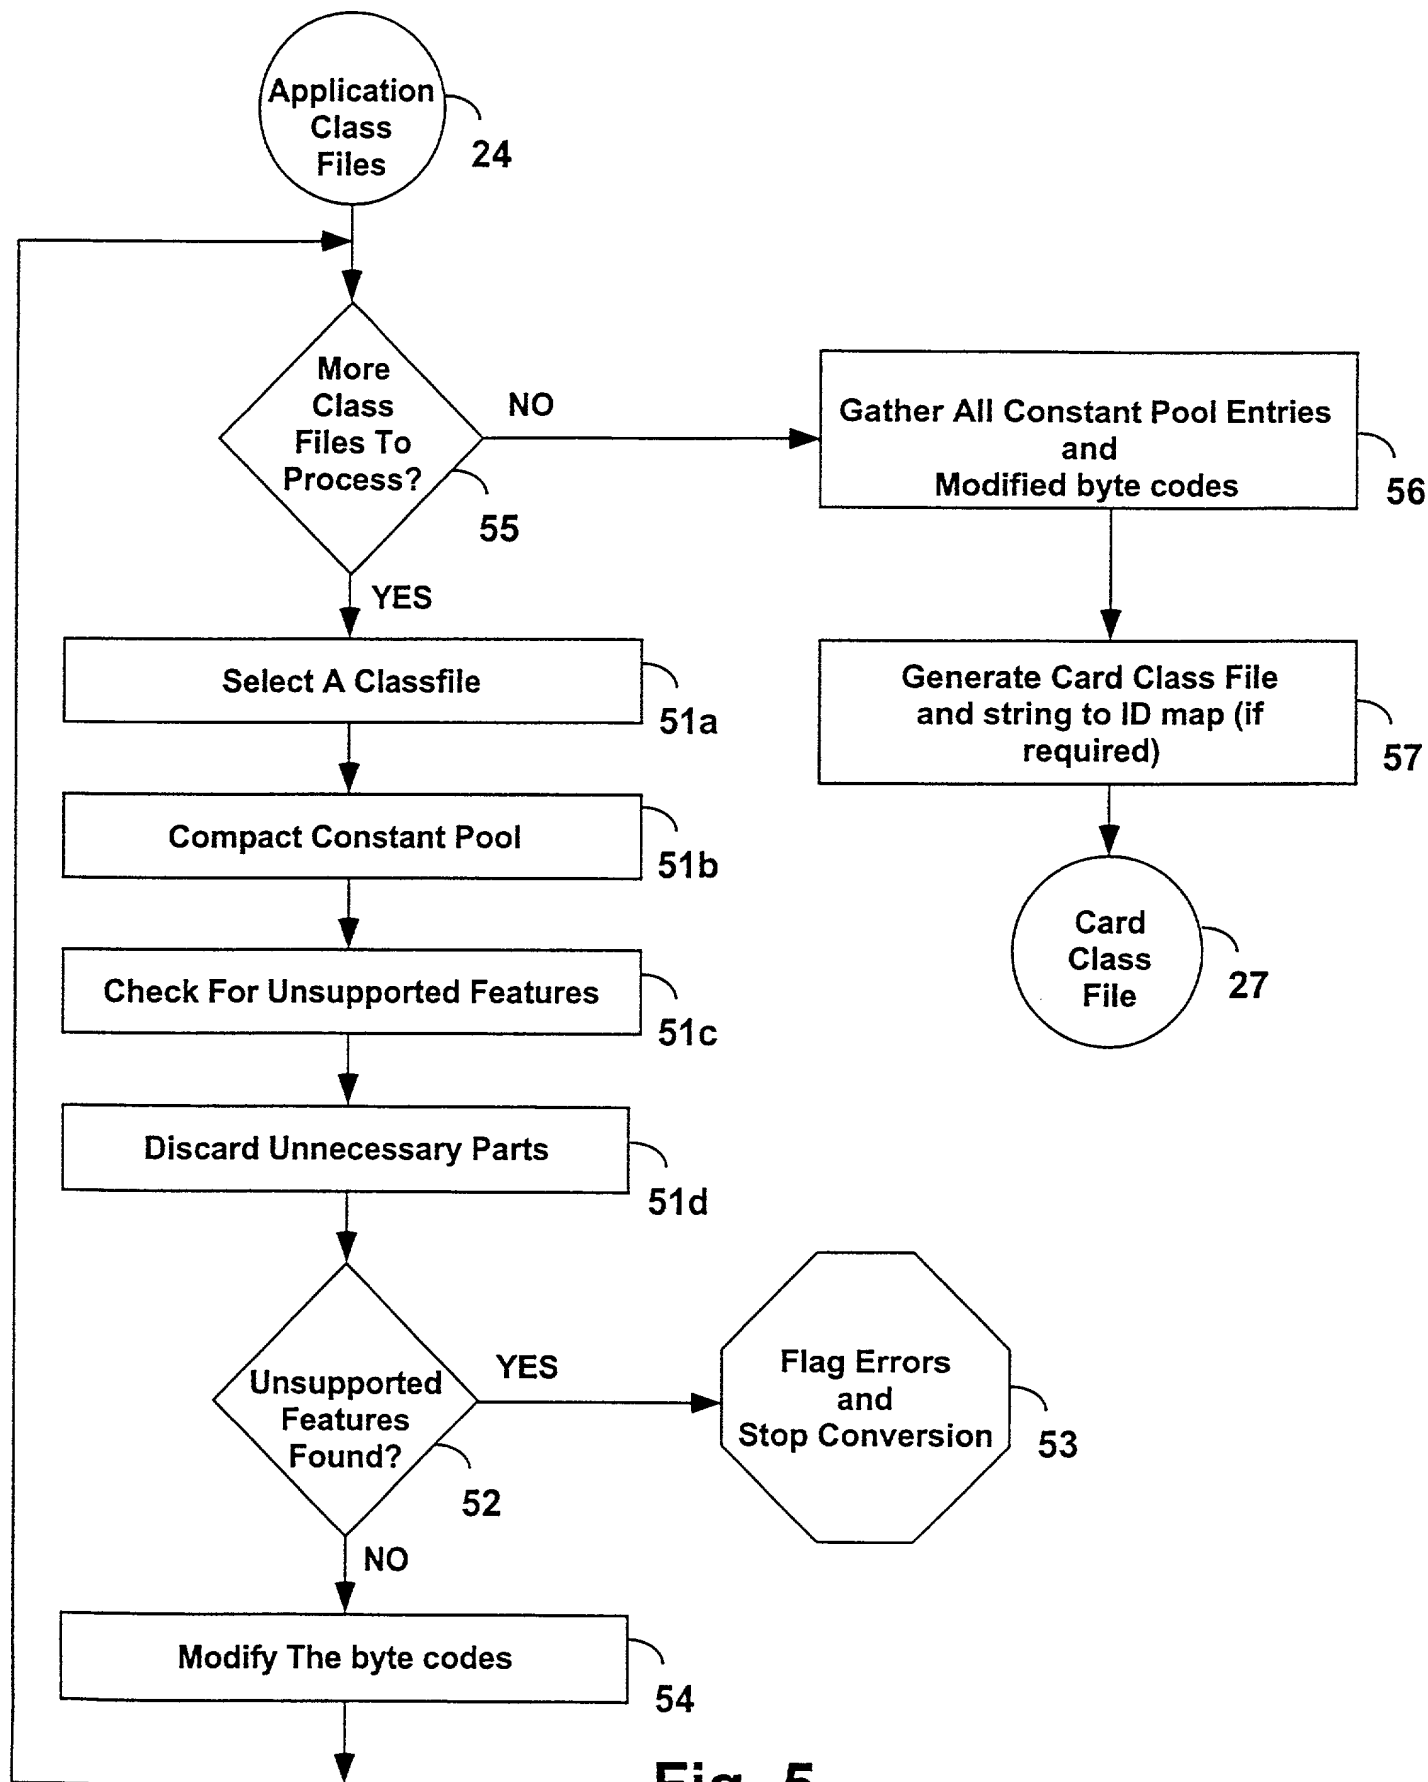 Application
Class
Files
24
More
Class
Files To
Process?
55
NO
Gather All Constant Pool Entries
and
Modified byte codes
56
YES
Select A Classfile
51a
Generate Card Class File
and string to ID map (if
required)
57
Compact Constant Pool
51b
Card
Class
File
27
Check For Unsupported Features
51c
Discard Unnecessary Parts
51d
Unsupported
Features
Found?
52
YES
Flag Errors
and
Stop Conversion
53
NO
Modify The byte codes
54
Fig. 5